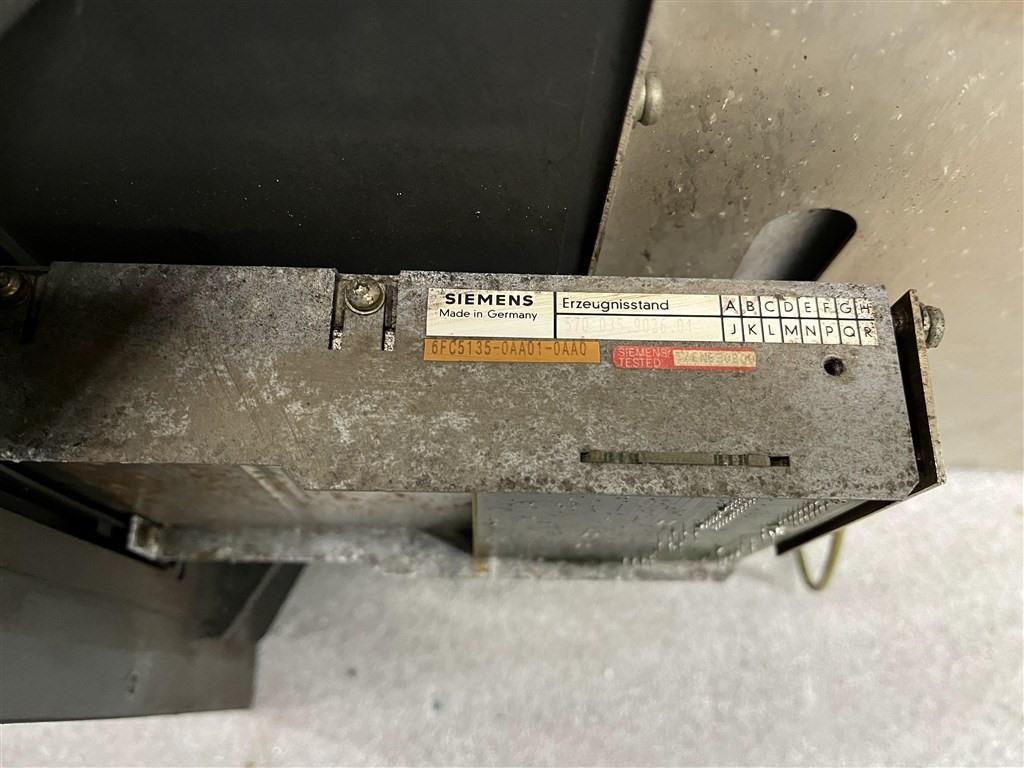 SIEMENS
Made in Germany
Erzeugnisstand
A B C D E F G H
J K L M N P Q R
570 035.9026.01
6FC5135-0AA01-0AA0
SIEMENS
TESTED